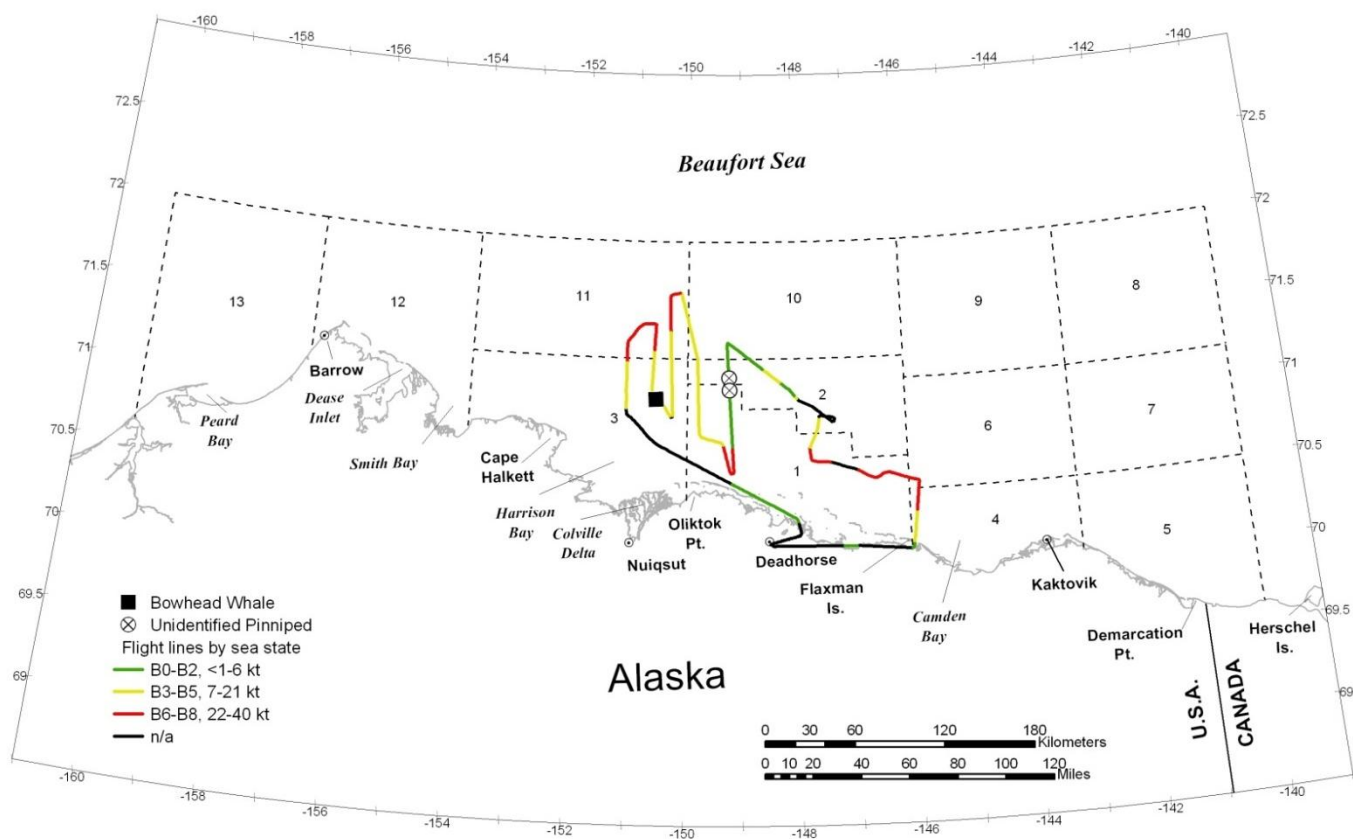 -160
-158
-156
-154
-152
-150
-148
-146
-144
-142
-140
72.5
72.5
72
72
71.5
71.5
71
71
70.5
70.5
70
70
69.5
69.5
69
69
Beaufort Sea
13
12
11
10
9
8
2
3
6
7
1
4
5
Barrow
Dease
Inlet
Peard
Bay
Smith Bay
Cape
Halkett
Harrison
Bay
Colville
Delta
Oliktok
Pt.
Nuiqsut
Deadhorse
Flaxman
Is.
Camden
Bay
Kaktovik
Demarcation
Pt.
Herschel
Is.
Alaska
U.S.A.
CANADA
Bowhead Whale
Unidentified Pinniped
Flight lines by sea state
B0-B2, <1-6 kt
B3-B5, 7-21 kt
B6-B8, 22-40 kt
n/a
0 30 60 120 180
Kilometers
0 10 20 40 60 80 100 120
Miles
-160
-158
-156
-154
-152
-150
-148
-146
-144
-142
-140